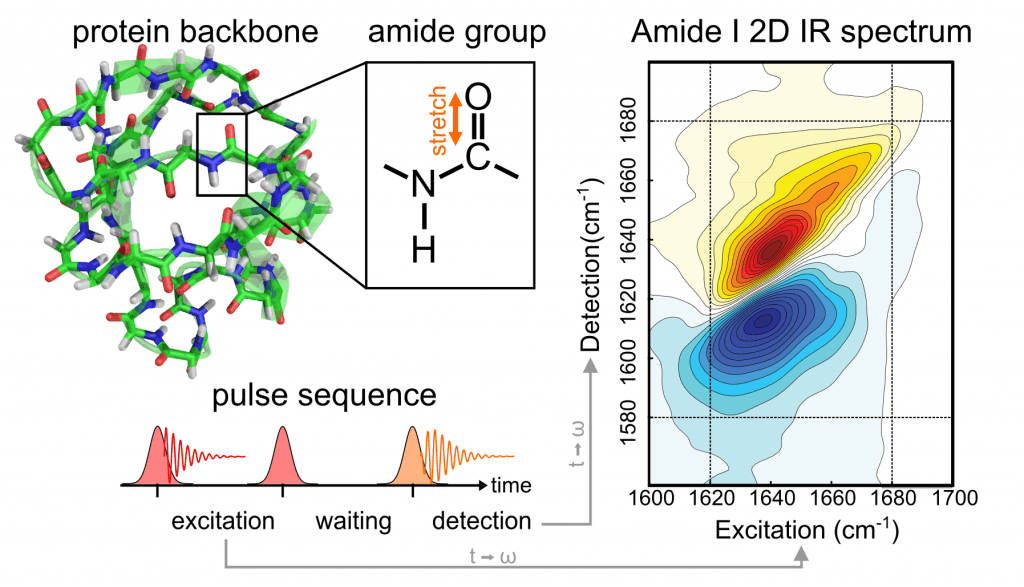 protein backbone
amide group
stretch
O
C
N
H
Amide I 2D IR spectrum
Detection(cm⁻¹)
1680
1660
1640
1620
1600
1580
1600 1620 1640 1660 1680 1700
Excitation (cm⁻¹)
pulse sequence
time
excitation waiting detection
t → ω
t → ω